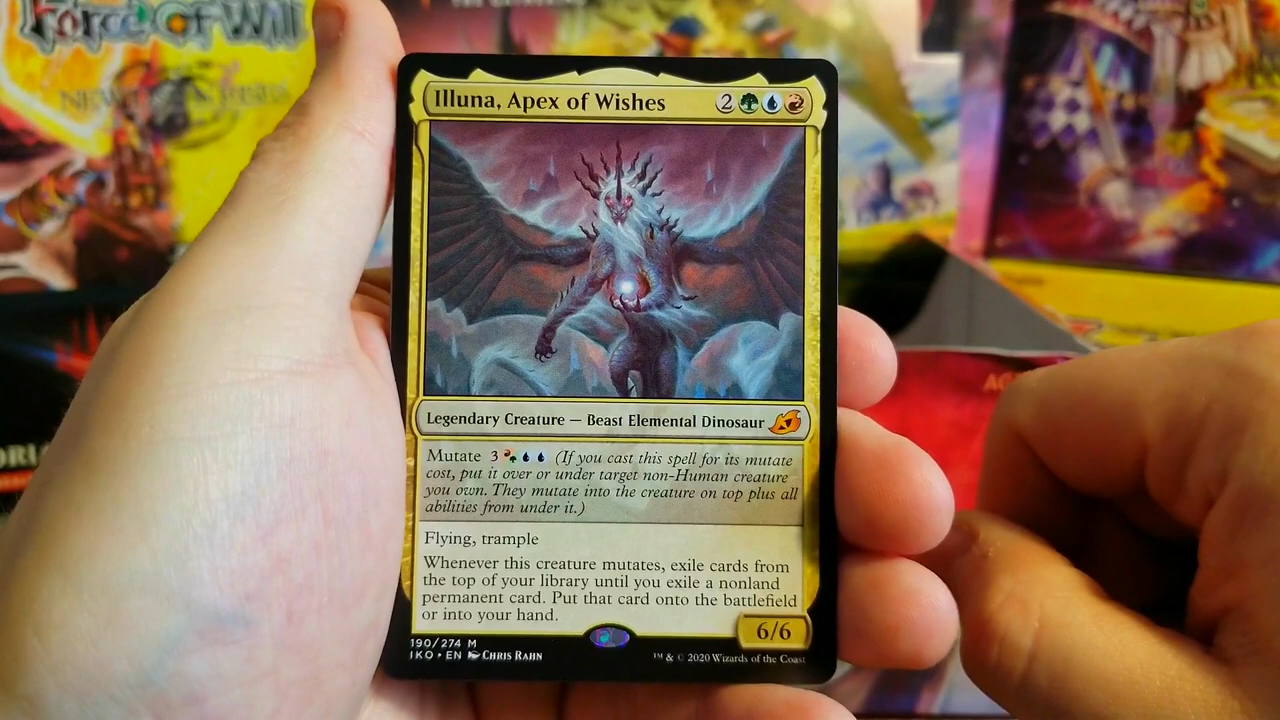 Force Of Will
Illuna, Apex of Wishes 2
Legendary Creature — Beast Elemental Dinosaur
Mutate 3 (If you cast this spell for its mutate
cost, put it over or under target non-Human creature
you own. They mutate into the creature on top plus all
abilities from under it.)
Flying, trample
Whenever this creature mutates, exile cards from
the top of your library until you exile a nonland
permanent card. Put that card onto the battlefield
or into your hand.
6/6
190/274 M
IKO • EN Chris Rahn
™ & © 2020 Wizards of the Coast